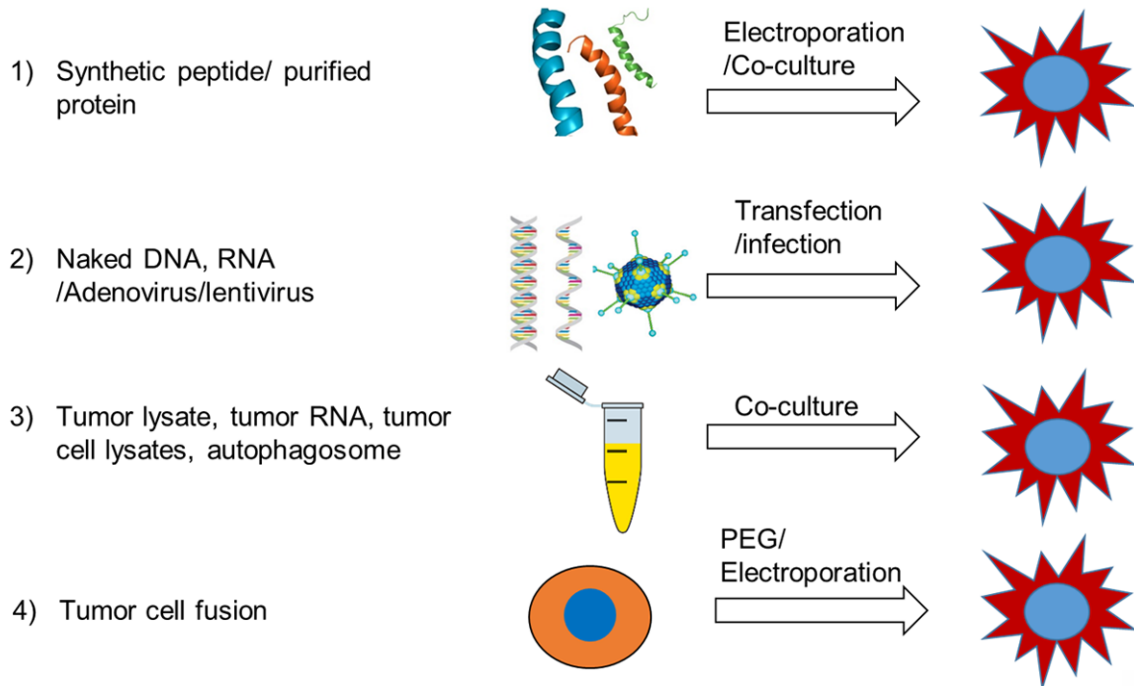 1) Synthetic peptide/ purified
protein
Electroporation
/Co-culture
2) Naked DNA, RNA
/Adenovirus/lentivirus
Transfection
/infection
3) Tumor lysate, tumor RNA, tumor
cell lysates, autophagosome
Co-culture
4) Tumor cell fusion
PEG/
Electroporation